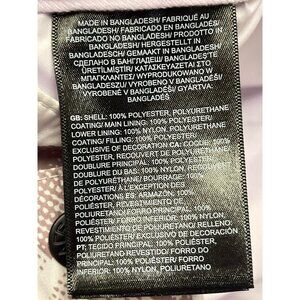 MADE IN BANGLADESH/ FABRIQUÉ AU
BANGLADESH/ FABRICADO EN BANGLADÉS/
FABRICADO NO BANGLADESH/ PRODOTTO IN
BANGLADESH/ HERGESTELLT IN
BANGLADESH/ GEMAAKT IN BANGLADESH/
СДЕЛАНО В БАНГЛАДЕШ/ BANGLADEŞ'TE
ÜRETİLMİŞTİR/ ΚΑΤΑΣΚΕΥΑΖΕΤΑΙ ΣΤΟ
ΜΠΑΓΚΛΑΝΤΕΣ/ WYPRODUKOWANO W
BANGLADESZU/ VYROBENO V BANGLADÉŠI/
VYROBENÉ V BANGLADÉŠI/ GYÁRTVA:
BANGLADES
GB: SHELL: 100% POLYESTER, POLYURETHANE
COATING/ MAIN LINING: 100% POLYESTER/
LOWER LINING: 100% NYLON, POLYURETHANE
COATING/ FILLING: 100% POLYESTER/
EXCLUSIVE OF DECORATION CA: COQUE: 100%
POLYESTER, RECOUVERT DE POLYURÉTHANE/
DOUBLURE PRINCIPALE: 100% POLYESTER/
DOUBLURE DU BAS: 100% NYLON, RECOUVERT
DE POLYURÉTHANE/ BOURRAGE: 100%
POLYESTER/ À L'EXCEPTION DES
DÉCORATIONS ES: ARMAZÓN: 100%
POLIÉSTER, REVESTIMIENTO DE
POLIURETANO/ FORRO PRINCIPAL: 100%
POLIÉSTER/ FORRO INFERIOR: 100% NYLON,
REVESTIMIENTO DE POLIURETANO/ RELLENO:
100% POLIÉSTER/ EXCLUSIVO DE DECORACIÓN
PT: TECIDO PRINCIPAL: 100% POLIÉSTER,
POLIURETANO REVESTIDO/ FORRO DO
PRINCIPAL: 100% POLIÉSTER/ FORRO
INFERIOR: 100% NYLON, POLIURETANO